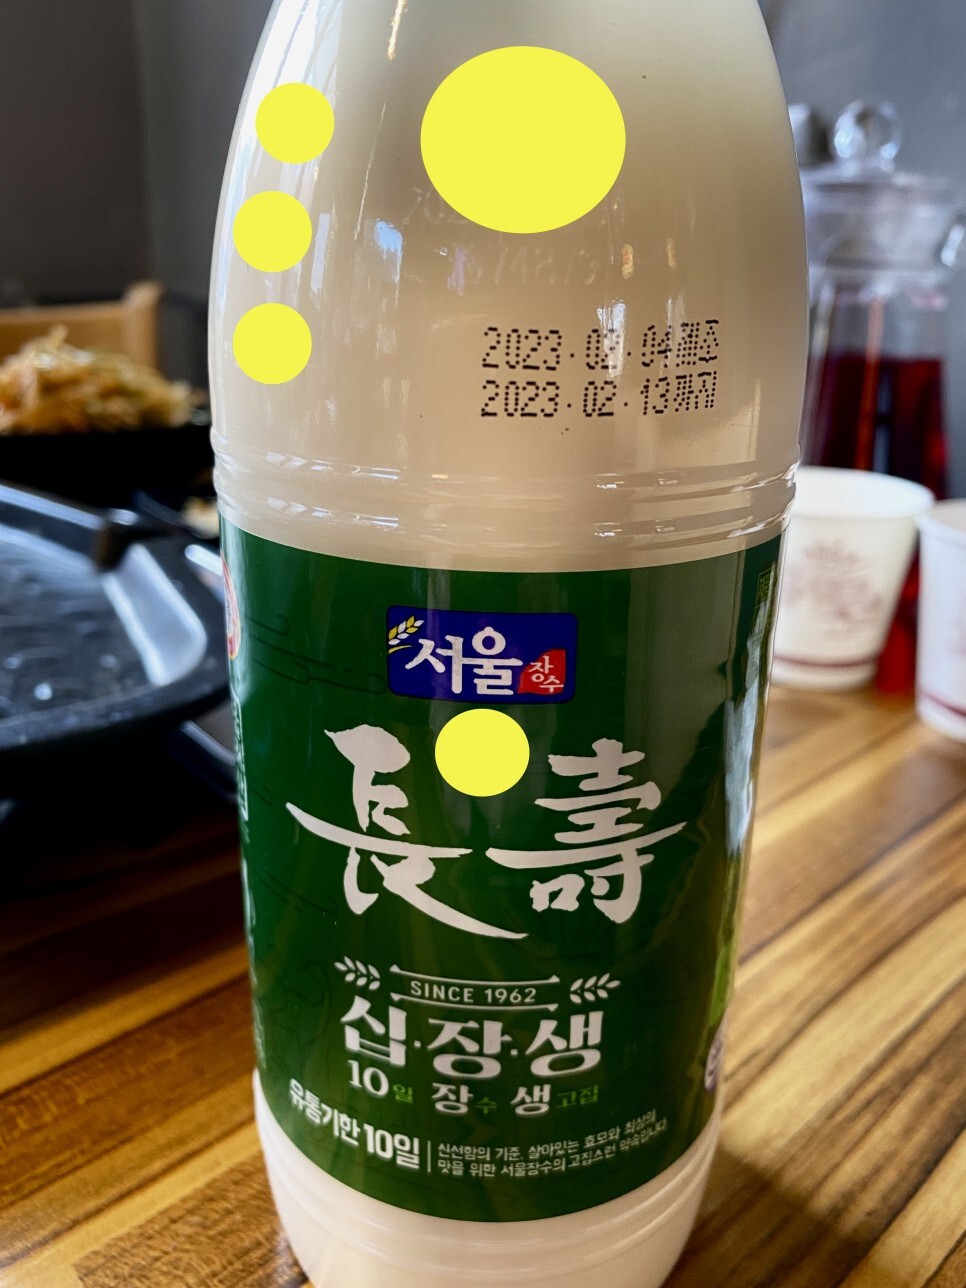 2023.02.04제조
2023.02.13까지
서울
장수
長壽
SINCE 1962
십·장·생
10일 장수 생고집
유통기한 10일
신선함의 기준, 살아있는 효모와 최상의
맛을 위한 서울장수의 고집스런 약속입니다.